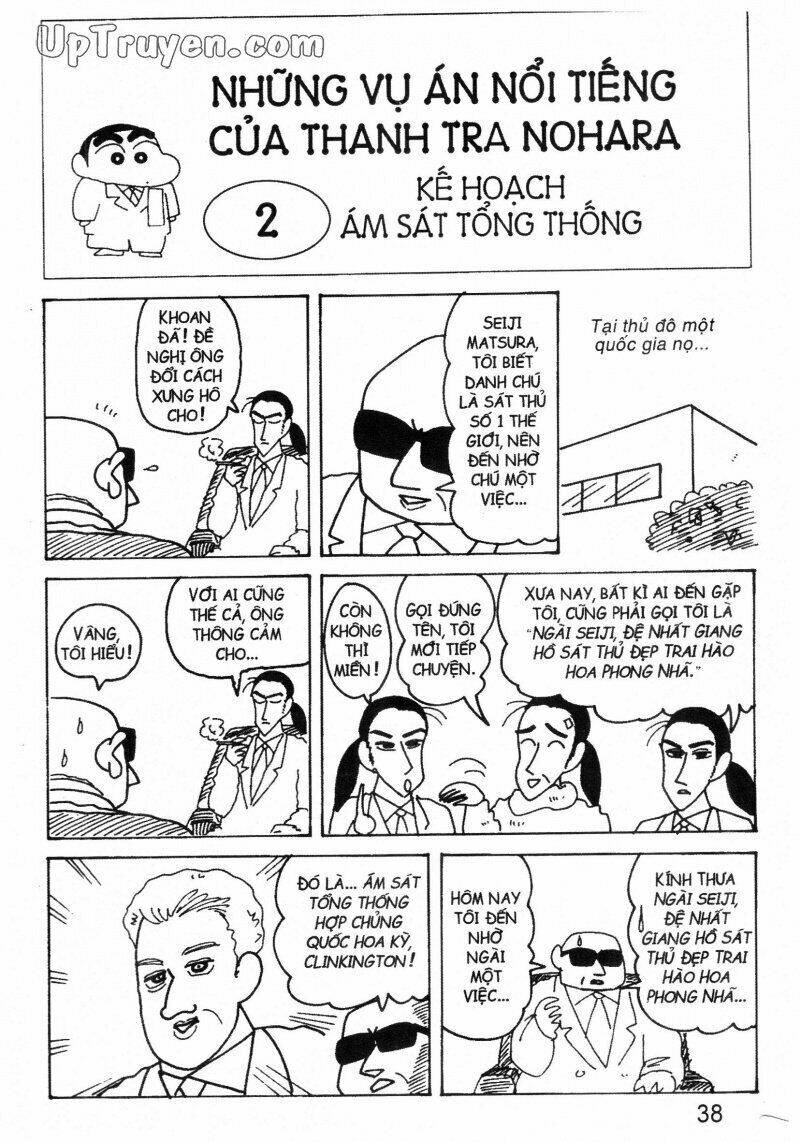 UpTruyen.com
NHỮNG VỤ ÁN NỔI TIẾNG
CỦA THANH TRA NOHARA
2
KẾ HOẠCH
ÁM SÁT TỔNG THỐNG
Tại thủ đô một
quốc gia nọ...
SEIJI
MATSURA,
TÔI BIẾT
DANH CHÚ
LÀ SÁT THỦ
SỐ 1 THẾ
GIỚI, NÊN
ĐẾN NHỜ
CHÚ MỘT
VIỆC...
KHOAN
ĐÃ! ĐỀ
NGHỊ ÔNG
ĐỔI CÁCH
XƯNG HÔ
CHO!
XƯA NAY, BẤT KÌ AI ĐẾN GẶP
TÔI, CŨNG PHẢI GỌI TÔI LÀ
"NGÀI SEIJI, ĐỆ NHẤT GIANG
HỒ SÁT THỦ ĐẸP TRAI HÀO
HOA PHONG NHÃ."
GỌI ĐÚNG
TÊN, TÔI
MỚI TIẾP
CHUYỆN.
CÒN
KHÔNG
THÌ
MIỄN!
VỚI AI CŨNG
THẾ CẢ, ÔNG
THÔNG CẢM
CHO...
VÂNG,
TÔI HIỂU!
KÍNH THƯA
NGÀI SEIJI,
ĐỆ NHẤT
GIANG HỒ SÁT
THỦ ĐẸP TRAI
HÀO HOA
PHONG NHÃ...
HÔM NAY
TÔI ĐẾN
NHỜ
NGÀI
MỘT
VIỆC...
ĐÓ LÀ... ÁM SÁT
TỔNG THỐNG
HỢP CHỦNG
QUỐC HOA KỲ,
CLINKINGTON!
38